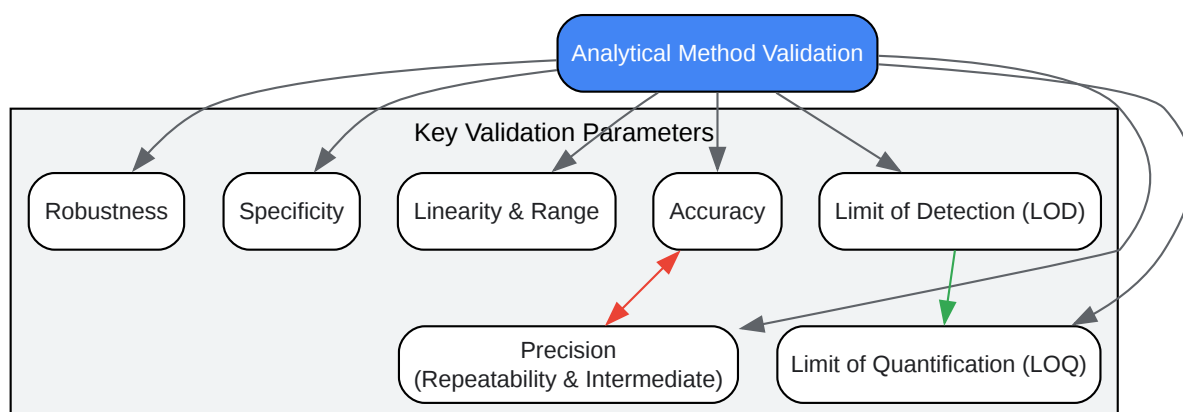 Analytical Method Validation
Key Validation Parameters
Robustness
Specificity
Linearity & Range
Accuracy
Limit of Detection (LOD)
Precision
(Repeatability & Intermediate)
Limit of Quantification (LOQ)